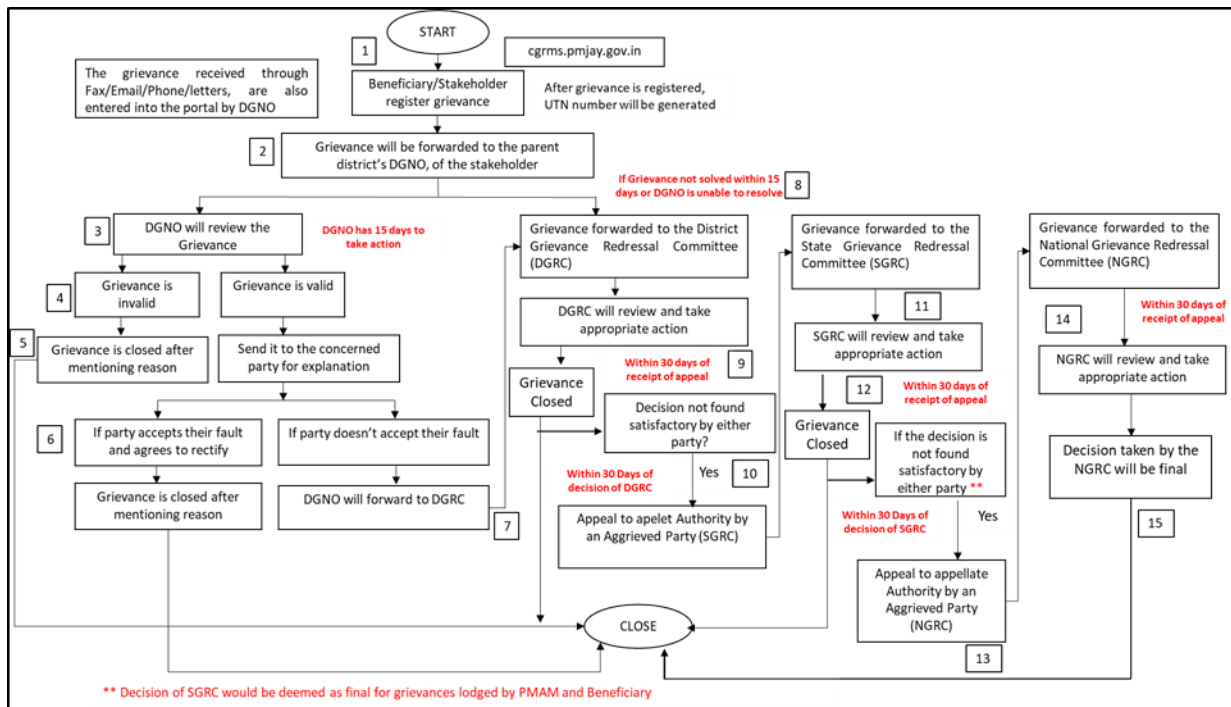 START
1
cgrms.pmjay.gov.in
The grievance received through
Fax/Email/Phone/letters, are also
entered into the portal by DGNO
Beneficiary/Stakeholder
register grievance
After grievance is registered,
UTN number will be generated
2
Grievance will be forwarded to the parent
district's DGNO, of the stakeholder
If Grievance not solved within 15
days or DGNO is unable to resolve
8
3
DGNO will review the
Grievance
DGNO has 15 days to
take action
Grievance forwarded to the District
Grievance Redressal Committee
(DGRC)
Grievance forwarded to the
State Grievance Redressal
Committee (SGRC)
Grievance forwarded to the
National Grievance Redressal
Committee (NGRC)
4
Grievance is
invalid
Grievance is valid
DGRC will review and take
appropriate action
11
14
Within 30 days of
receipt of appeal
5
Grievance is closed after
mentioning reason
Send it to the concerned
party for explanation
SGRC will review and take
appropriate action
NGRC will review and take
appropriate action
Within 30 days of
receipt of appeal
9
Grievance
Closed
12
Within 30 days of
receipt of appeal
6
If party accepts their fault
and agrees to rectify
If party doesn't accept their fault
Decision not found
satisfactory by either
party?
Grievance
Closed
If the decision is
not found
satisfactory by
either party **
Decision taken by the
NGRC will be final
Within 30 Days of
decision of DGRC
Yes
10
Grievance is closed after
mentioning reason
DGNO will forward to DGRC
7
Appeal to apelet Authority by
an Aggrieved Party (SGRC)
Within 30 Days of
decision of SGRC
Yes
15
Appeal to appellate
Authority by an
Aggrieved Party
(NGRC)
13
CLOSE
** Decision of SGRC would be deemed as final for grievances lodged by PMAM and Beneficiary